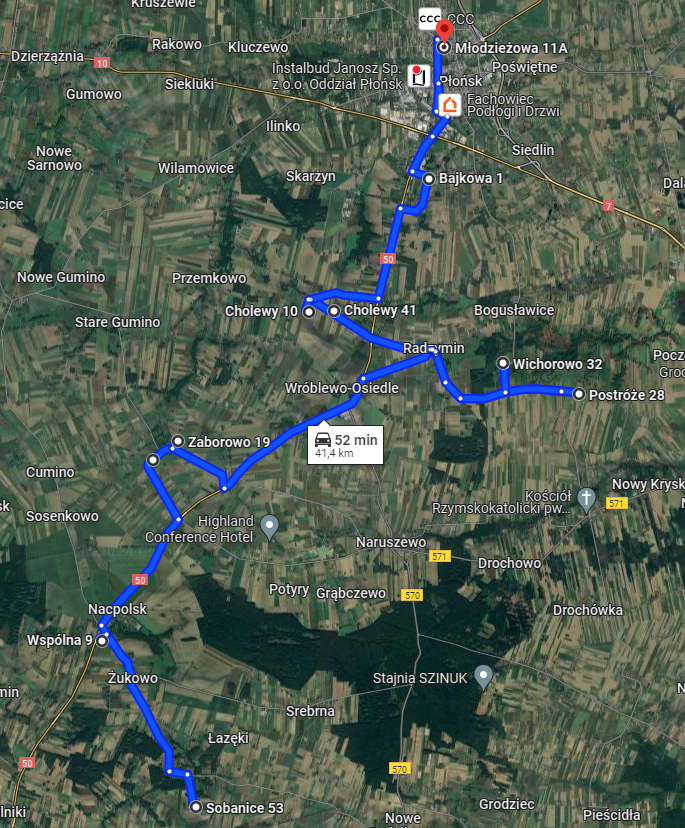 Kruszewie
CCC CCC
Dzierzążnia
Rakowo
Kluczewo
Młodzieżowa 11A
10
Instalbud Janosz Sp.
z o.o. Oddział Płońsk
Płońsk
Poświętne
Gumowo
Siekluki
Fachowiec
Podłogi i Drzwi
Ilinko
Nowe
Sarnowo
Wilamowice
Skarżyn
Siedlin
Bajkowa 1
7
50
Nowe Gumino
Przemkowo
Cholewy 10
Cholewy 41
Bogusławice
Stare Gumino
Radzymin
Wichorowo 32
Wróblewo-Osiedle
Postróże 28
Zaborowo 19
52 min
41,4 km
Cumino
Sosenkowo
Highland
Conference Hotel
Kościół
Rzymskokatolicki pw...
Nowy Krysk
571
Naruszewo
571
Drochowo
50
Potyry
Grąbczewo
570
Nacpolsk
Drochówka
Wspólna 9
Żukowo
Stajnia SZINUK
Srebrna
Łazęki
50
570
Sobanice 53
Grodziec
Nowe
Pieścidła